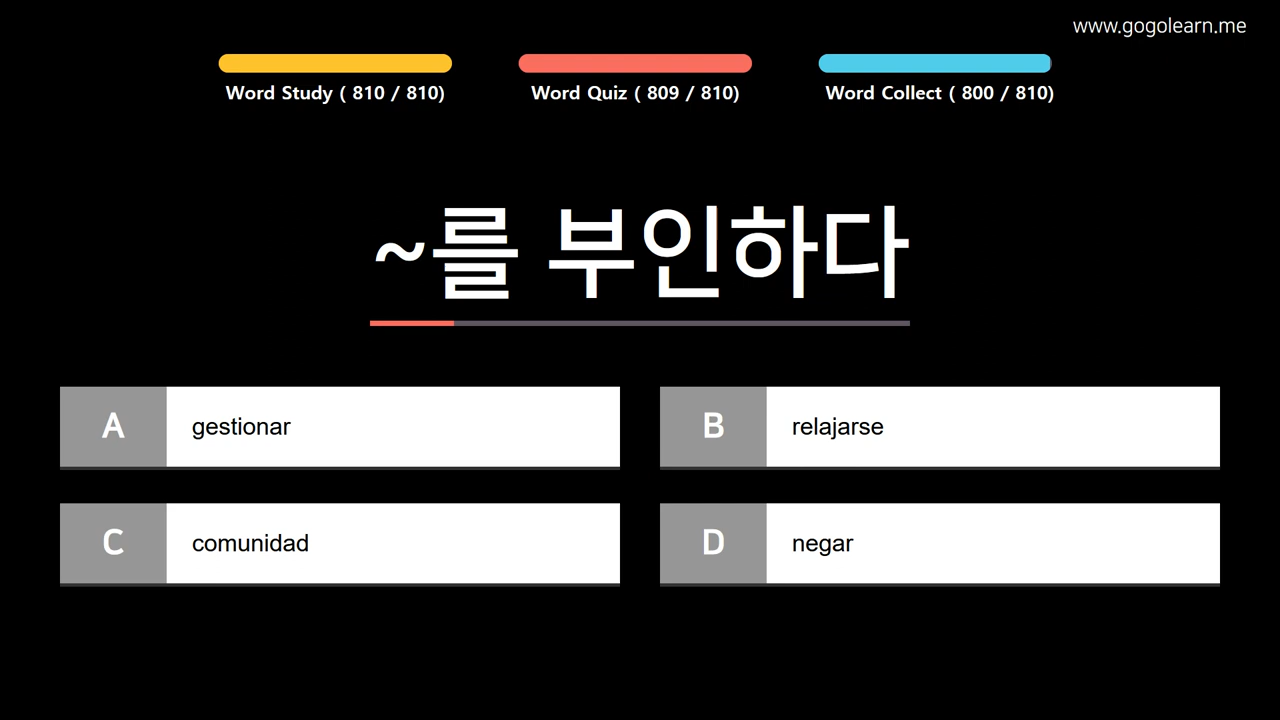 www.gogolearn.me
Word Study ( 810 / 810)
Word Quiz ( 809 / 810)
Word Collect ( 800 / 810)
~를 부인하다
A gestionar
B relajarse
C comunidad
D negar